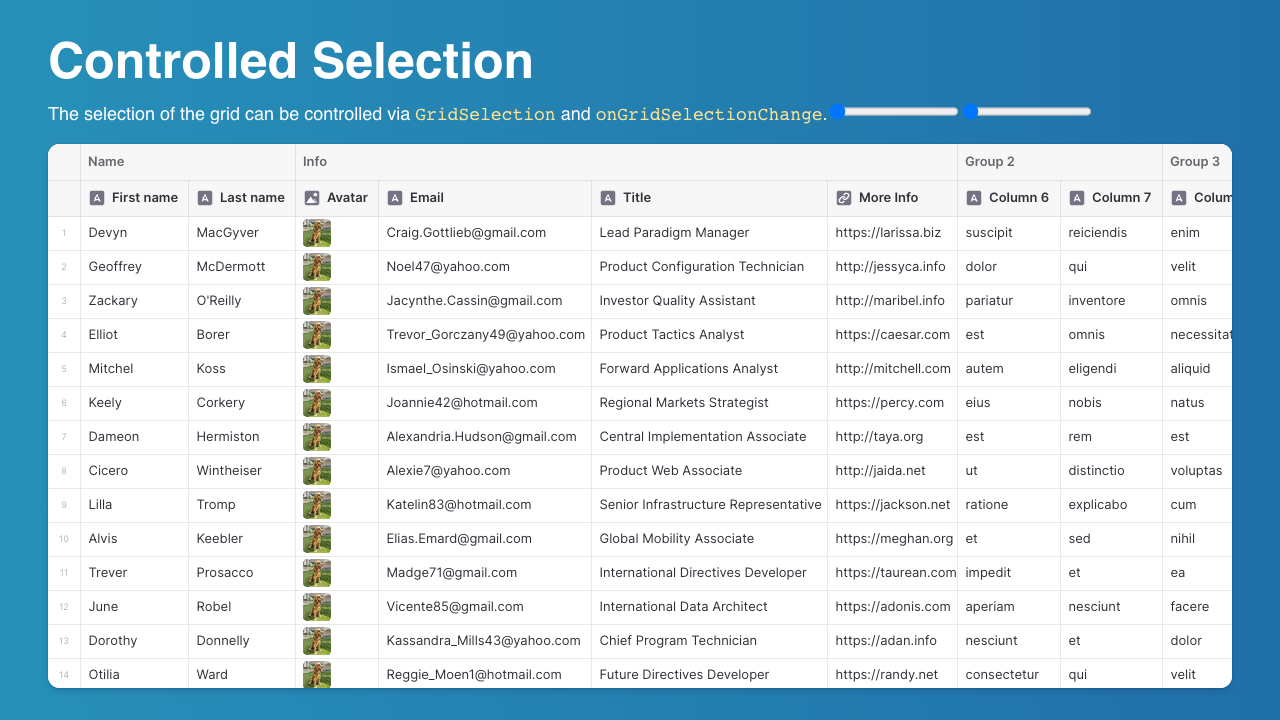 Controlled Selection
The selection of the grid can be controlled via GridSelection and onGridSelectionChange.
Name Info Group 2 Group 3
First name Last name Avatar Email Title More Info Column 6 Column 7 Colum
1 Devyn MacGyver Craig.Gottlieb@gmail.com Lead Paradigm Manager https://larissa.biz suscipit reiciendis enim
2 Geoffrey McDermott Noel47@yahoo.com Product Configuration Technician http://jessyca.info dolor qui velit
3 Zackary O'Reilly Jacynthe.Cassin@gmail.com Investor Quality Assistant http://maribel.info pariatur inventore omnis
4 Elliot Borer Trevor_Gorczany49@yahoo.com Product Tactics Analyst https://caesar.com est omnis necessitat
5 Mitchel Koss Ismael_Osinski@yahoo.com Forward Applications Analyst http://mitchell.com autem eligendi aliquid
6 Keely Corkery Joannie42@hotmail.com Regional Markets Strategist https://percy.com eius nobis natus
7 Dameon Hermiston Alexandria.Hudson@gmail.com Central Implementation Associate http://taya.org est rem est
8 Cicero Wintheiser Alexie7@yahoo.com Product Web Associate http://jaida.net ut distinctio voluptas
9 Lilla Tromp Katelin83@hotmail.com Senior Infrastructure Representative https://jackson.net ratione explicabo cum
10 Alvis Keebler Elias.Emard@gmail.com Global Mobility Associate https://meghan.org et sed nihil
11 Trever Prosacco Madge71@gmail.com International Directives Developer https://taurean.com impedit et ea
12 June Robel Vicente85@gmail.com International Data Architect https://adonis.com aperiam nesciunt facere
13 Dorothy Donnelly Kassandra_Mills43@yahoo.com Chief Program Technician https://adan.info nesciunt et dolor
14 Otilia Ward Reggie_Moen1@hotmail.com Future Directives Developer https://randy.net consectetur qui velit